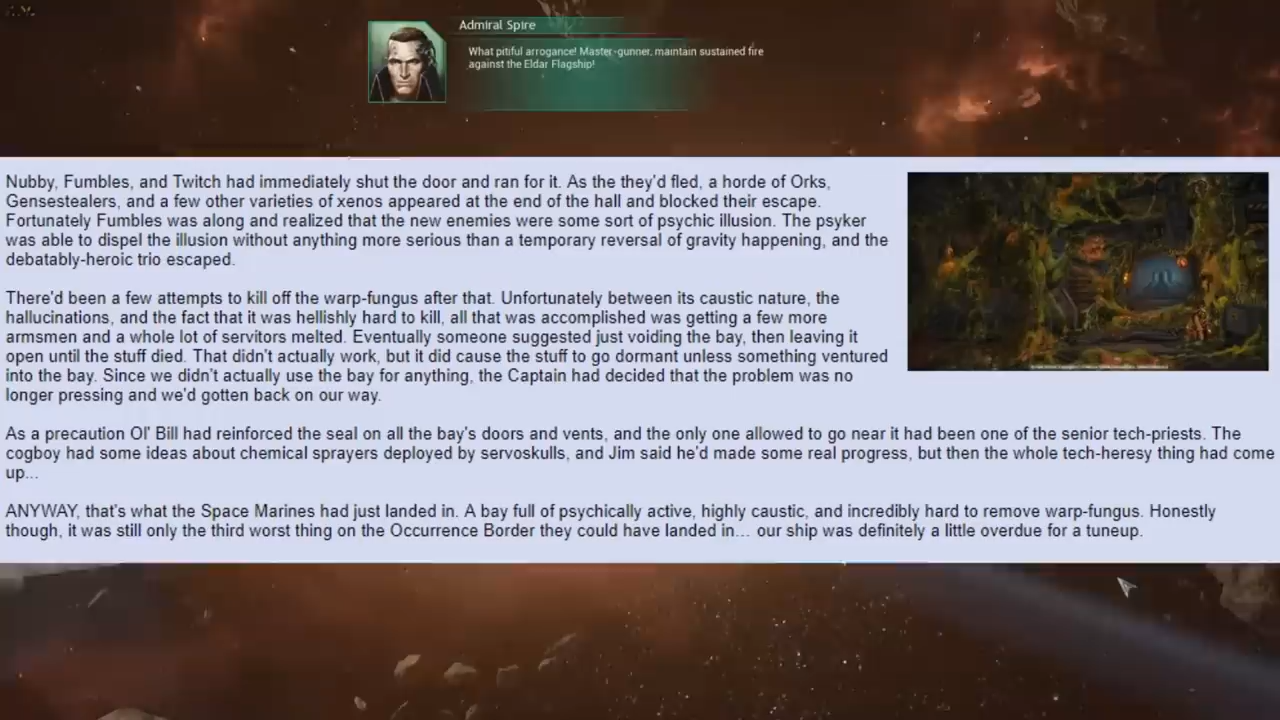 Admiral Spire
What pitiful arrogance! Master-gunner, maintain sustained fire
against the Eldar Flagship!
Nubby, Fumbles, and Twitch had immediately shut the door and ran for it. As the they'd fled, a horde of Orks,
Gensestealers, and a few other varieties of xenos appeared at the end of the hall and blocked their escape.
Fortunately Fumbles was along and realized that the new enemies were some sort of psychic illusion. The psyker
was able to dispel the illusion without anything more serious than a temporary reversal of gravity happening, and the
debatably-heroic trio escaped.
There'd been a few attempts to kill off the warp-fungus after that. Unfortunately between its caustic nature, the
hallucinations, and the fact that it was hellishly hard to kill, all that was accomplished was getting a few more
armsmen and a whole lot of servitors melted. Eventually someone suggested just voiding the bay, then leaving it
open until the stuff died. That didn't actually work, but it did cause the stuff to go dormant unless something ventured
into the bay. Since we didn't actually use the bay for anything, the Captain had decided that the problem was no
longer pressing and we'd gotten back on our way.
As a precaution Ol' Bill had reinforced the seal on all the bay's doors and vents, and the only one allowed to go near it had been one of the senior tech-priests. The
cogboy had some ideas about chemical sprayers deployed by servoskulls, and Jim said he'd made some real progress, but then the whole tech-heresy thing had come
up...
ANYWAY, that's what the Space Marines had just landed in. A bay full of psychically active, highly caustic, and incredibly hard to remove warp-fungus. Honestly
though, it was still only the third worst thing on the Occurrence Border they could have landed in... our ship was definitely a little overdue for a tuneup.